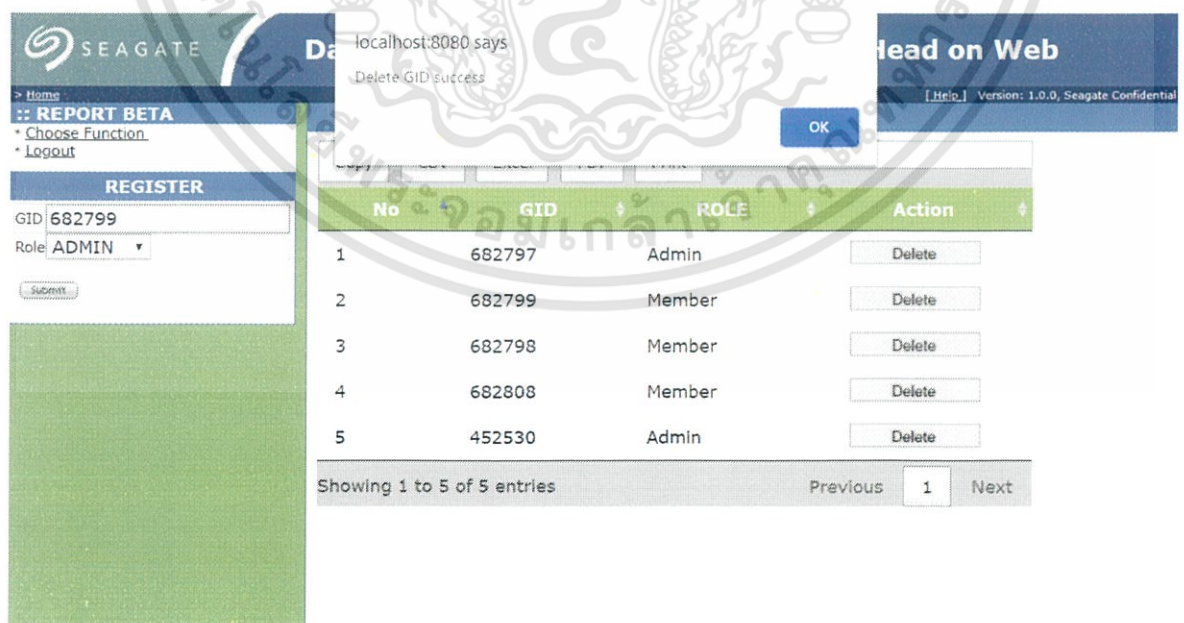 SEAGATE
Da
Head on Web
localhost:8080 says
Delete GID success
OK
> Home
[ Help ] Version: 1.0.0, Seagate Confidential
:: REPORT BETA
* Choose Function
* Logout
REGISTER
GID 682799
Role ADMIN
Submit
No GID ROLE Action
1 682797 Admin Delete
2 682799 Member Delete
3 682798 Member Delete
4 682808 Member Delete
5 452530 Admin Delete
Showing 1 to 5 of 5 entries
Previous 1 Next